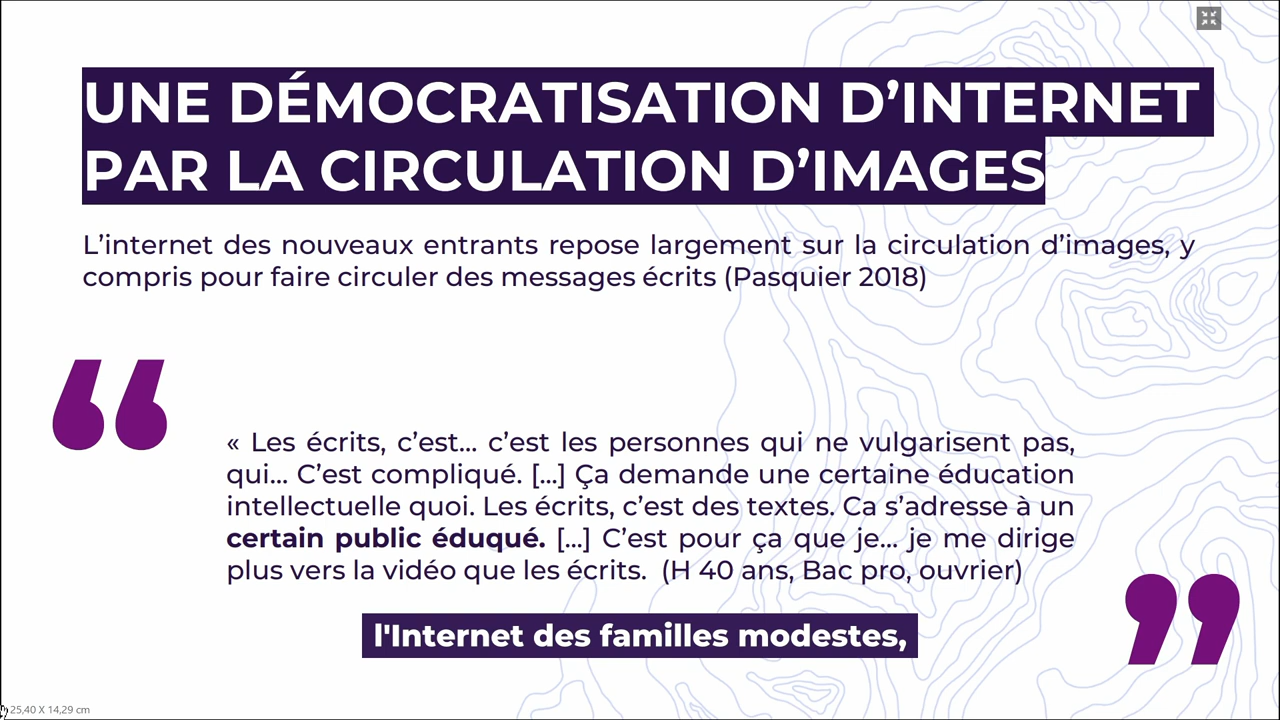 UNE DÉMOCRATISATION D’INTERNET
PAR LA CIRCULATION D’IMAGES
L’internet des nouveaux entrants repose largement sur la circulation d’images, y
compris pour faire circuler des messages écrits (Pasquier 2018)
“
« Les écrits, c’est... c’est les personnes qui ne vulgarisent pas,
qui... C’est compliqué. [...] Ça demande une certaine éducation
intellectuelle quoi. Les écrits, c’est des textes. Ca s’adresse à un
certain public éduqué. [...] C’est pour ça que je... je me dirige
plus vers la vidéo que les écrits. (H 40 ans, Bac pro, ouvrier)
”
l'Internet des familles modestes,
25,40 X 14,29 cm